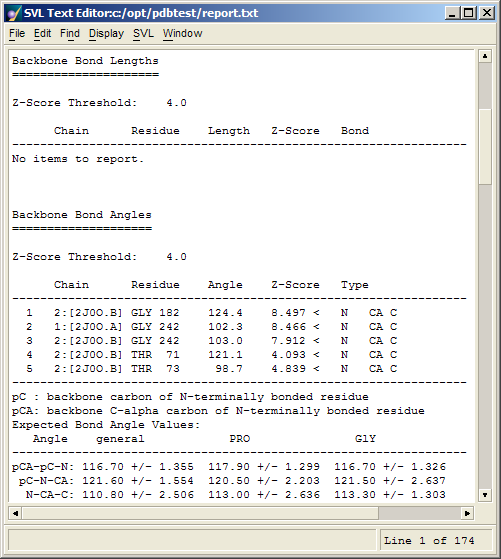 SVL Text Editor:c:/opt/pdbtest/report.txt
File Edit Find Display SVL Window
Backbone Bond Lengths
=====================
Z-Score Threshold: 4.0
Chain Residue Length Z-Score Bond
-----------------------------------------------------------------
No items to report.
Backbone Bond Angles
====================
Z-Score Threshold: 4.0
Chain Residue Angle Z-Score Type
-----------------------------------------------------------------
1 2:[2J0O.B] GLY 182 124.4 8.497 < N CA C
2 1:[2J0O.A] GLY 242 102.3 8.466 < N CA C
3 2:[2J0O.B] GLY 242 103.0 7.912 < N CA C
4 2:[2J0O.B] THR 71 121.1 4.093 < N CA C
5 2:[2J0O.B] THR 73 98.7 4.839 < N CA C
-----------------------------------------------------------------
pC : backbone carbon of N-terminally bonded residue
pCA: backbone C-alpha carbon of N-terminally bonded residue
Expected Bond Angle Values:
Angle general PRO GlY
-----------------------------------------------------------------
pCA-pC-N: 116.70 +/- 1.355 117.90 +/- 1.299 116.70 +/- 1.326
pC-N-CA: 121.60 +/- 1.554 120.50 +/- 2.203 121.50 +/- 2.637
N-CA-C: 110.80 +/- 2.506 113.00 +/- 2.636 113.30 +/- 1.303
Line 1 of 174